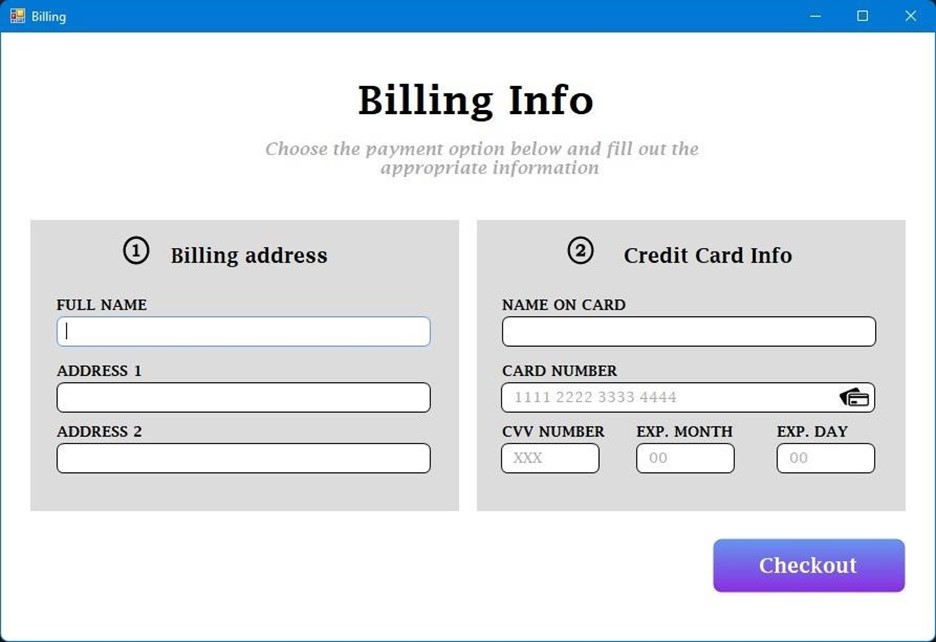 Billing
Billing Info
Choose the payment option below and fill out the
appropriate information
1 Billing address
FULL NAME
ADDRESS 1
ADDRESS 2
2 Credit Card Info
NAME ON CARD
CARD NUMBER
1111 2222 3333 4444
CVV NUMBER EXP. MONTH EXP. DAY
XXX 00 00
Checkout